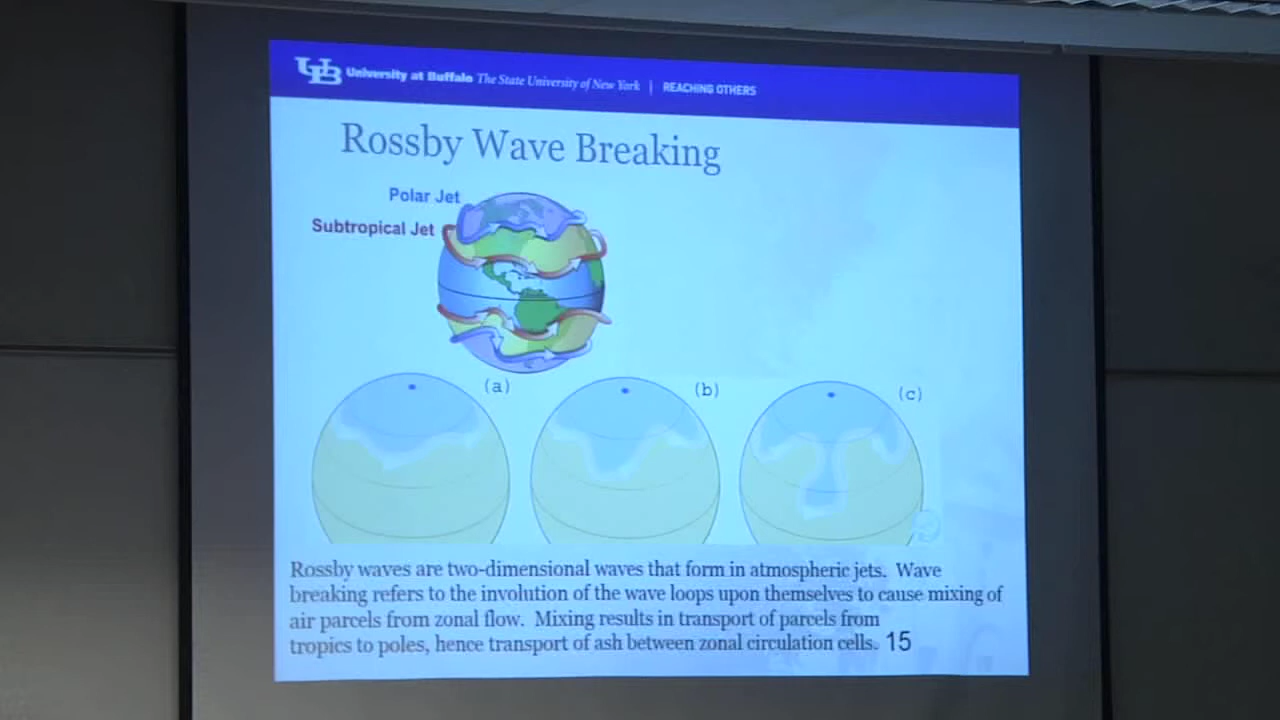 UB University at Buffalo The State University of New York | REACHING OTHERS
Rossby Wave Breaking
Polar Jet
Subtropical Jet
(a)
(b)
(c)
Rossby waves are two-dimensional waves that form in atmospheric jets. Wave
breaking refers to the involution of the wave loops upon themselves to cause mixing of
air parcels from zonal flow. Mixing results in transport of parcels from
tropics to poles, hence transport of ash between zonal circulation cells. 15